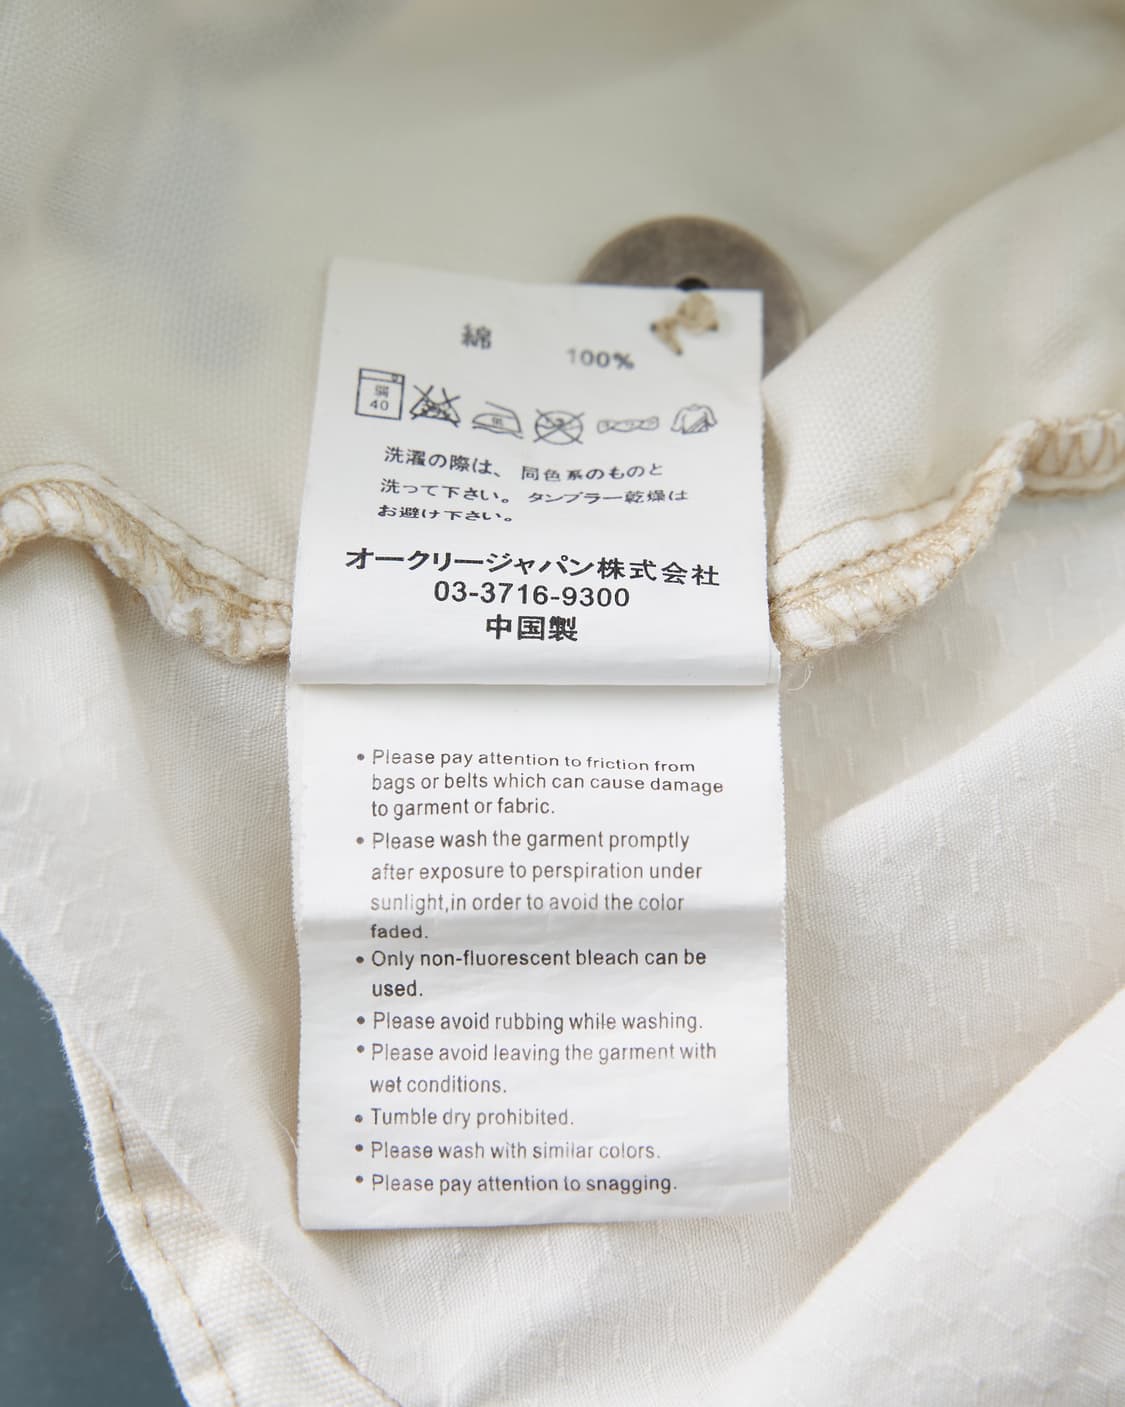 綿 100%
弱
40
洗濯の際は、同色系のものと
洗って下さい。タンブラー乾燥は
お避け下さい。
オークリージャパン株式会社
03-3716-9300
中国製
• Please pay attention to friction from
bags or belts which can cause damage
to garment or fabric.
• Please wash the garment promptly
after exposure to perspiration under
sunlight,in order to avoid the color
faded.
• Only non-fluorescent bleach can be
used.
• Please avoid rubbing while washing.
• Please avoid leaving the garment with
wet conditions.
• Tumble dry prohibited.
• Please wash with similar colors.
• Please pay attention to snagging.